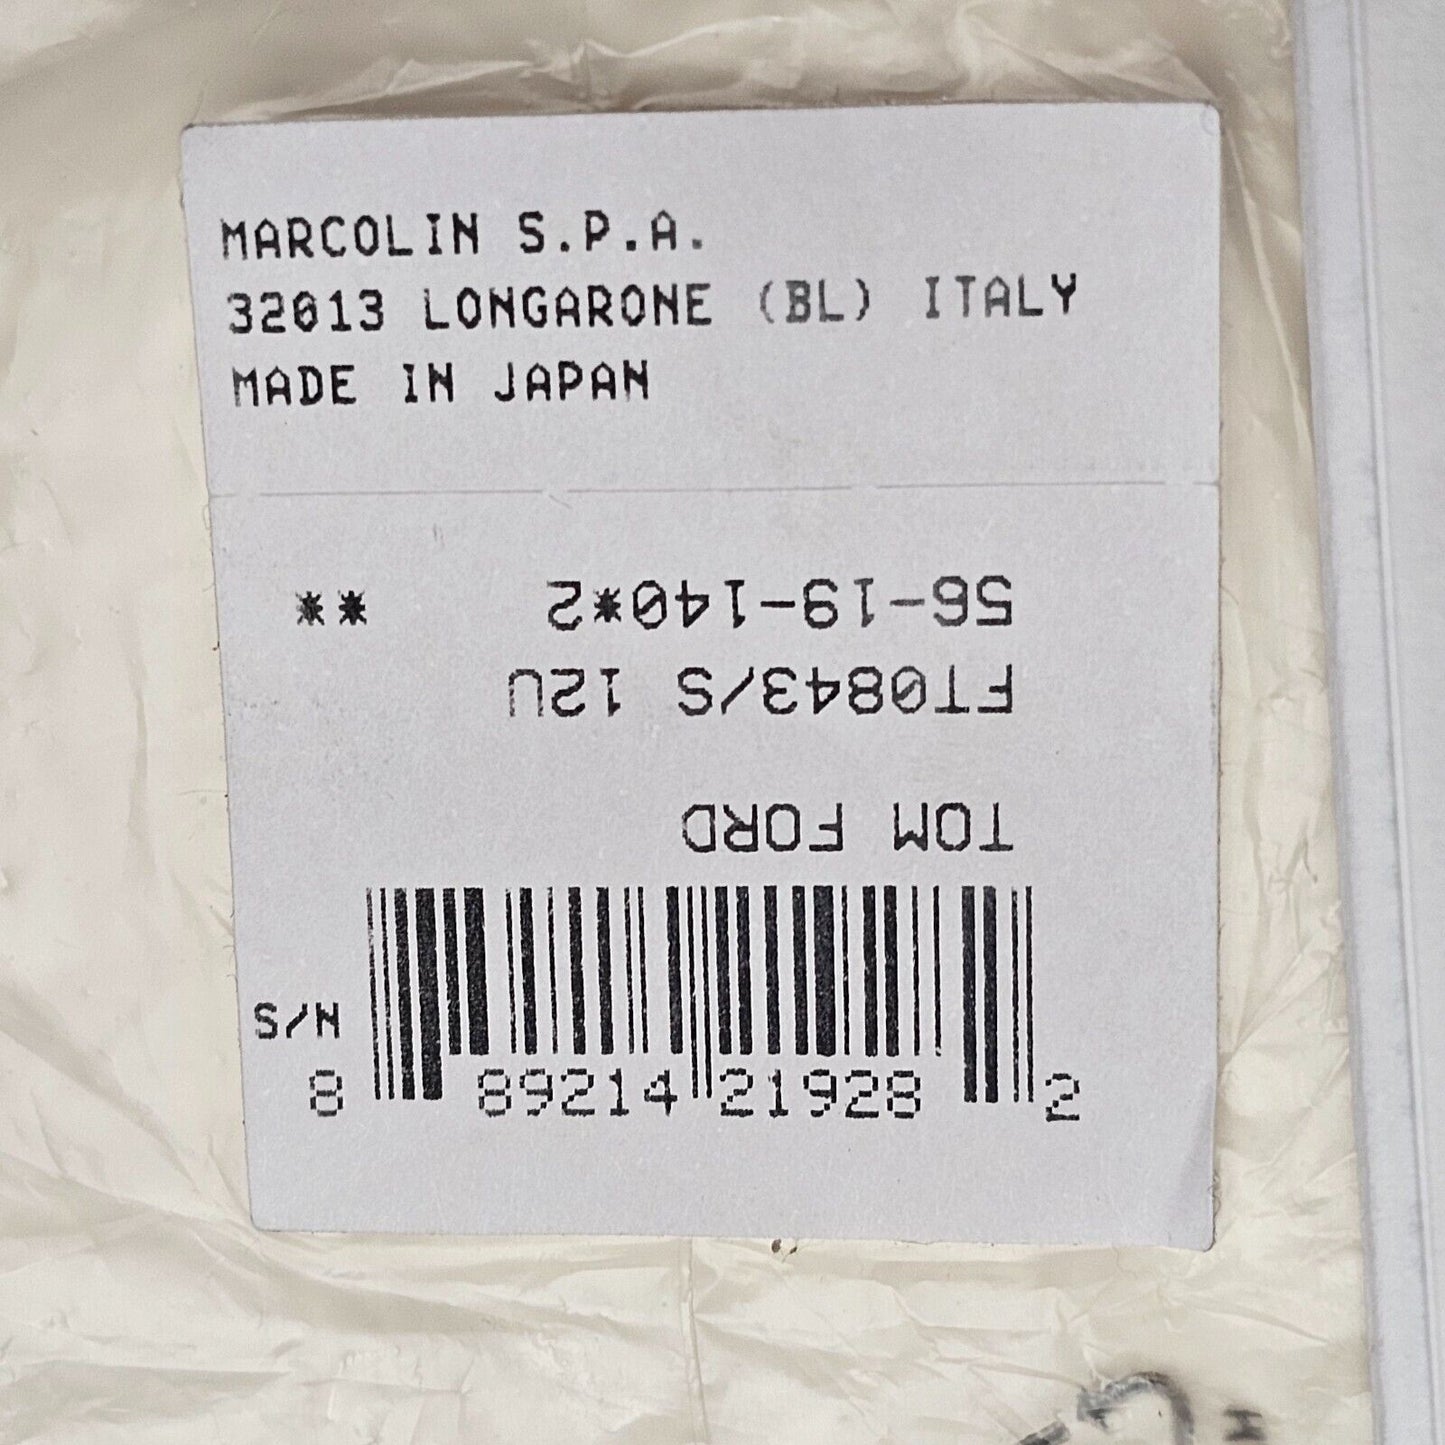 MARCOLIN S.P.A.
32013 LONGARONE (BL) ITALY
MADE IN JAPAN
TOM FORD
FT0843/S 12U
56-19-140*2 **
S/N
8 89214 21928 2